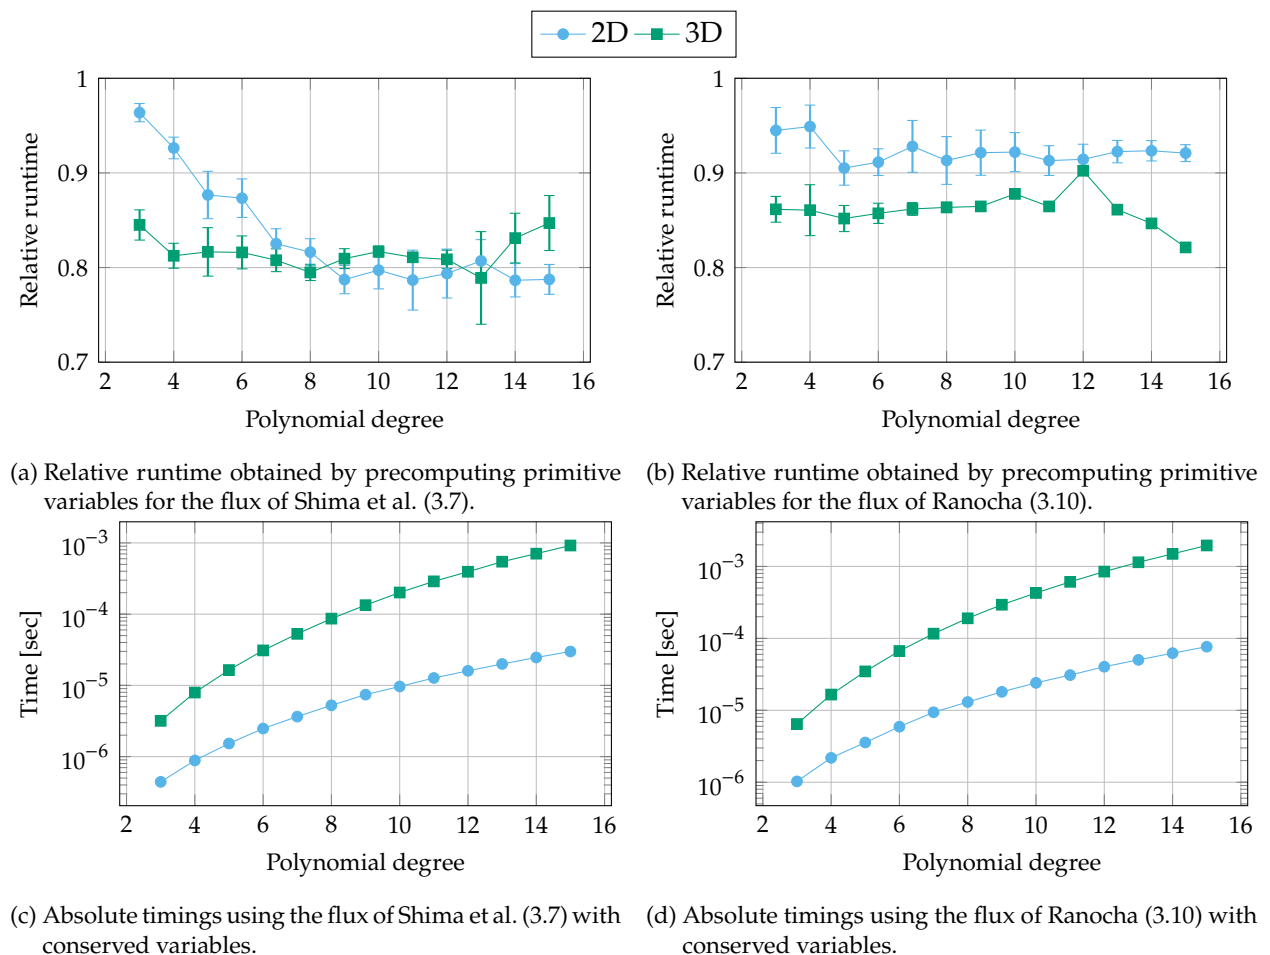 2D 3D
1
0.9
0.8
0.7
Relative runtime
2 4 6 8 10 12 14 16
Polynomial degree
(a) Relative runtime obtained by precomputing primitive
variables for the flux of Shima et al. (3.7).
1
0.9
0.8
0.7
Relative runtime
2 4 6 8 10 12 14 16
Polynomial degree
(b) Relative runtime obtained by precomputing primitive
variables for the flux of Ranocha (3.10).
10⁻³
10⁻⁴
10⁻⁵
10⁻⁶
Time [sec]
2 4 6 8 10 12 14 16
Polynomial degree
(c) Absolute timings using the flux of Shima et al. (3.7) with
conserved variables.
10⁻³
10⁻⁴
10⁻⁵
10⁻⁶
Time [sec]
2 4 6 8 10 12 14 16
Polynomial degree
(d) Absolute timings using the flux of Ranocha (3.10) with
conserved variables.